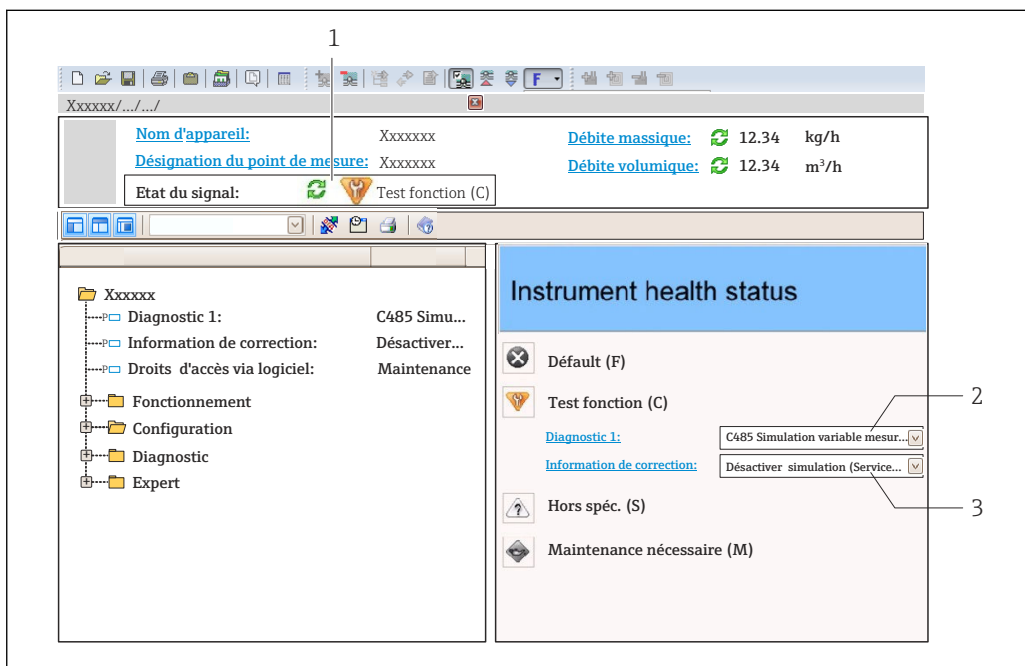 1
F
Xxxxxx/.../.../
Nom d'appareil: Xxxxxxx Débite massique: 12.34 kg/h
Désignation du point de mesure: Xxxxxxx Débite volumique: 12.34 m³/h
Etat du signal: Test fonction (C)
Xxxxxx
P Diagnostic 1: C485 Simu...
P Information de correction: Désactiver...
P Droits d'accès via logiciel: Maintenance
Fonctionnement
Configuration
Diagnostic
Expert
Instrument health status
Défault (F)
Test fonction (C)
2
Diagnostic 1: C485 Simulation variable mesur...
Information de correction: Désactiver simulation (Service...
3
Hors spéc. (S)
Maintenance nécessaire (M)